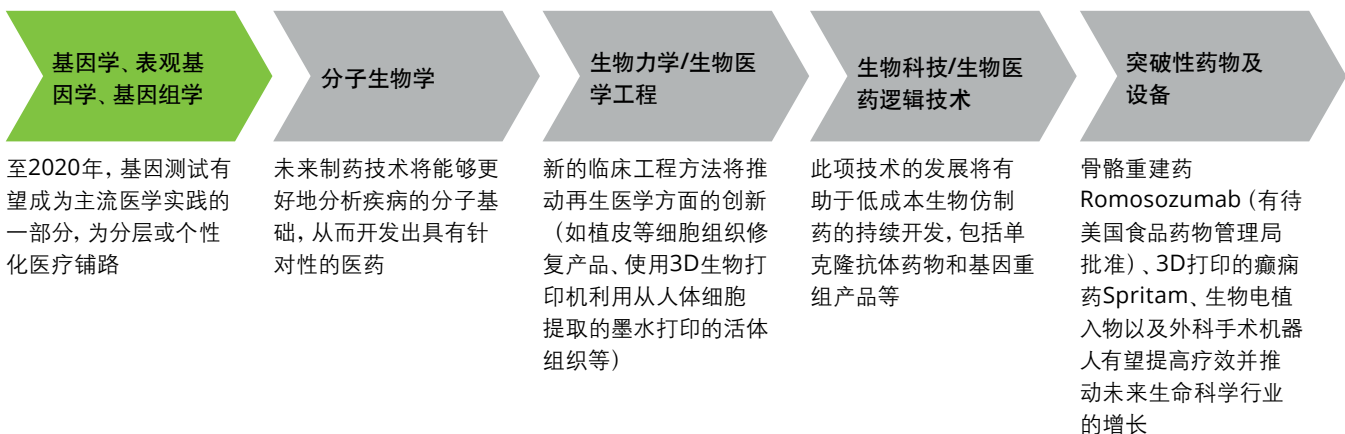 基因学、表观基
因学、基因组学
至2020年，基因测试有
望成为主流医学实践的
一部分，为分层或个性
化医疗铺路
分子生物学
未来制药技术将能够更
好地分析疾病的分子基
础，从而开发出具有针
对性的医药
生物力学/生物医
学工程
新的临床工程方法将推
动再生医学方面的创新
（如植皮等细胞组织修
复产品、使用3D生物打
印机利用从人体细胞
提取的墨水打印的活体
组织等）
生物科技/生物医
药逻辑技术
此项技术的发展将有
助于低成本生物仿制
药的持续开发，包括单
克隆抗体药物和基因重
组产品等
突破性药物及
设备
骨骼重建药
Romosozumab（有待
美国食品药物管理局
批准）、3D打印的癫痫
药Spritam、生物电植
入物以及外科手术机器
人有望提高疗效并推
动未来生命科学行业
的增长